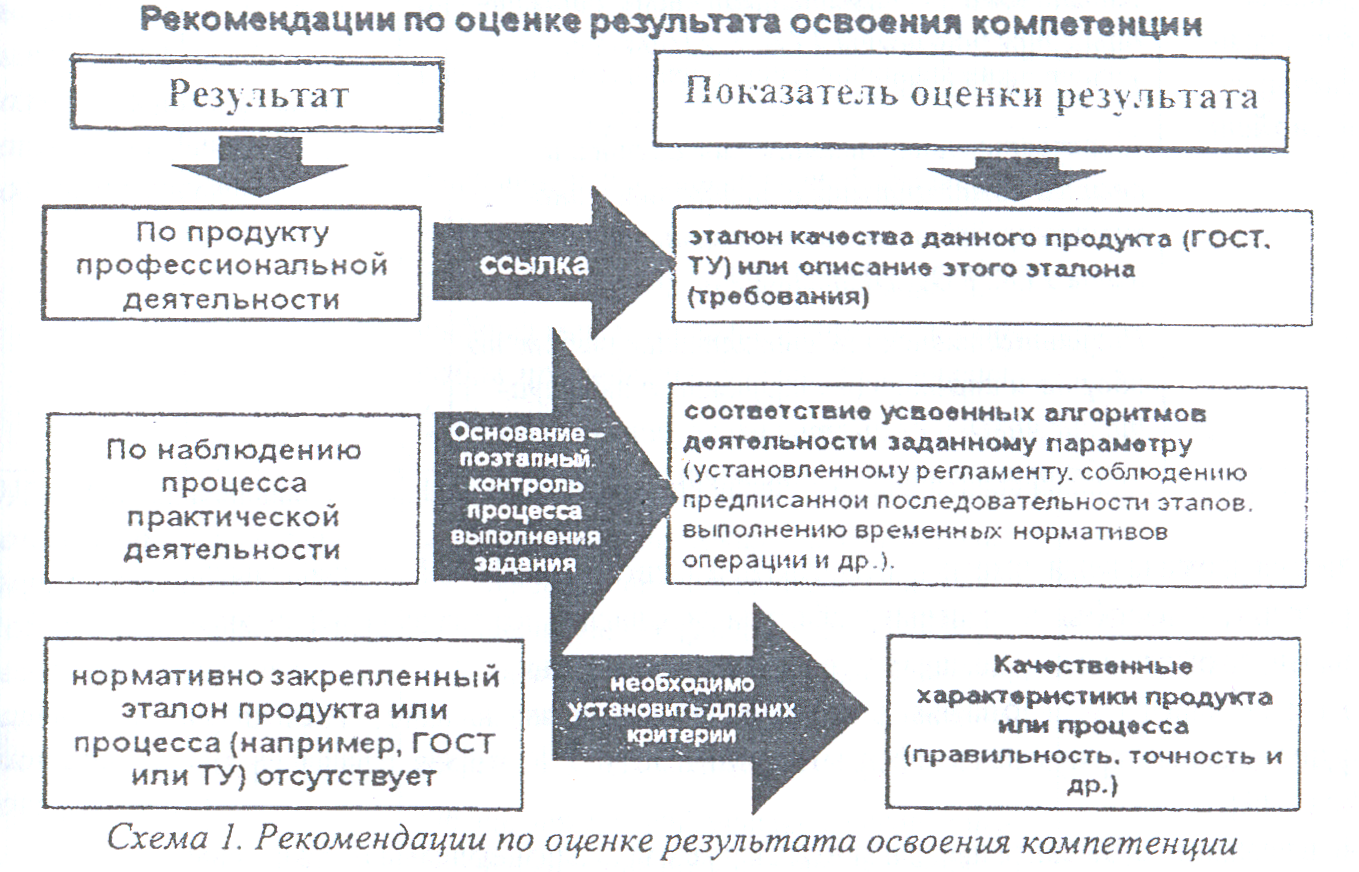 Рекомендации по оценке результата освоения компетенции
Результат
Показатель оценки результата
По продукту
профессиональной
деятельности
ссылка
эталон качества данного продукта (ГОСТ,
ТУ) или описание этого эталона
(требования)
По наблюдению
процесса
практической
деятельности
Основание –
поэтапный
контроль
процесса
выполнения
задания
соответствие усвоенных алгоритмов
деятельности заданному параметру
(установленному регламенту, соблюдению
предписанной последовательности этапов,
выполнению временных нормативов
операции и др.).
нормативно закрепленный
эталон продукта или
процесса (например, ГОСТ
или ТУ) отсутствует
необходимо
установить для них
критерии
Качественные
характеристики продукта
или процесса
(правильность, точность и
др.)
Схема 1. Рекомендации по оценке результата освоения компетенции